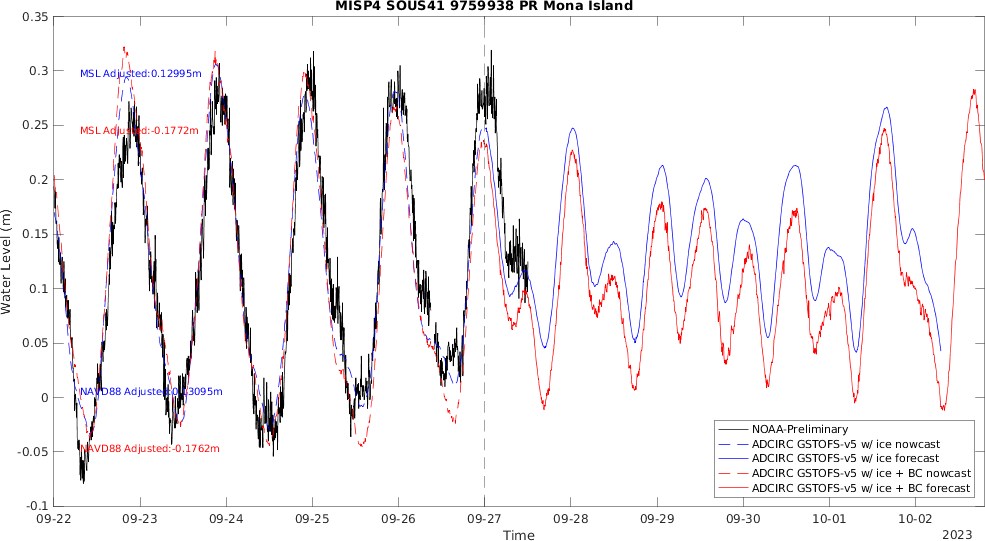 MISP4 SOUS41 9759938 PR Mona Island
0.35
0.3
0.25
0.2
0.15
0.1
0.05
0
-0.05
-0.1
Water Level (m)
MSL Adjusted:0.12995m
MSL Adjusted:-0.1772m
NAVD88 Adjusted:0.13095m
NAVD88 Adjusted:-0.1762m
NOAA-Preliminary
ADCIRC GSTOFS-v5 w/ ice nowcast
ADCIRC GSTOFS-v5 w/ ice forecast
ADCIRC GSTOFS-v5 w/ ice + BC nowcast
ADCIRC GSTOFS-v5 w/ ice + BC forecast
09-22 09-23 09-24 09-25 09-26 09-27 09-28 09-29 09-30 10-01 10-02
Time
2023